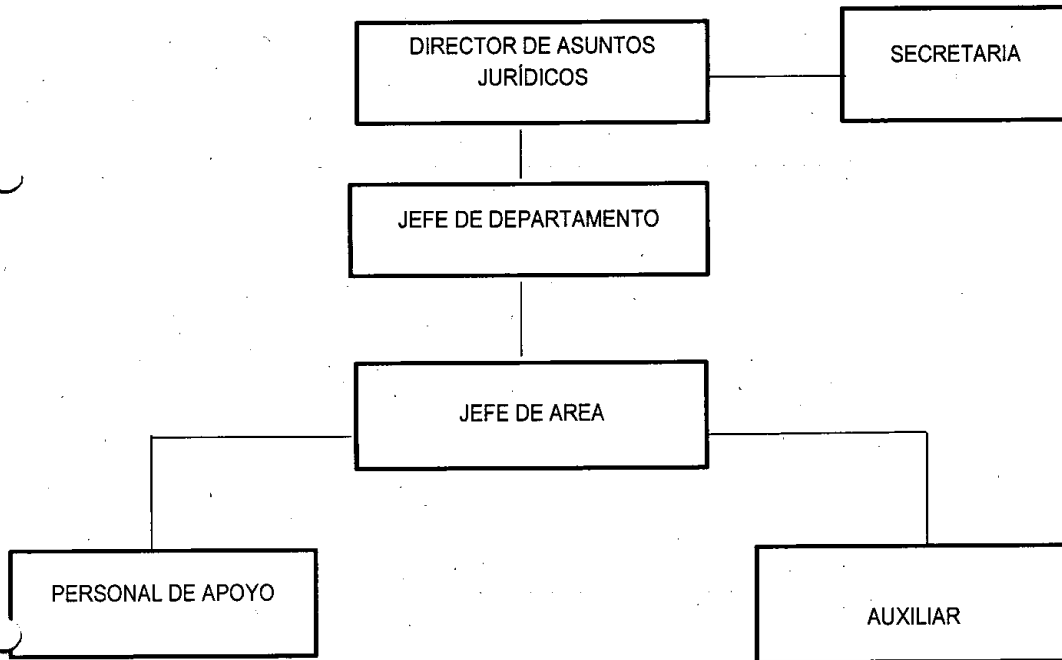 DIRECTOR DE ASUNTOS
JURÍDICOS
SECRETARIA
JEFE DE DEPARTAMENTO
JEFE DE AREA
PERSONAL DE APOYO
AUXILIAR